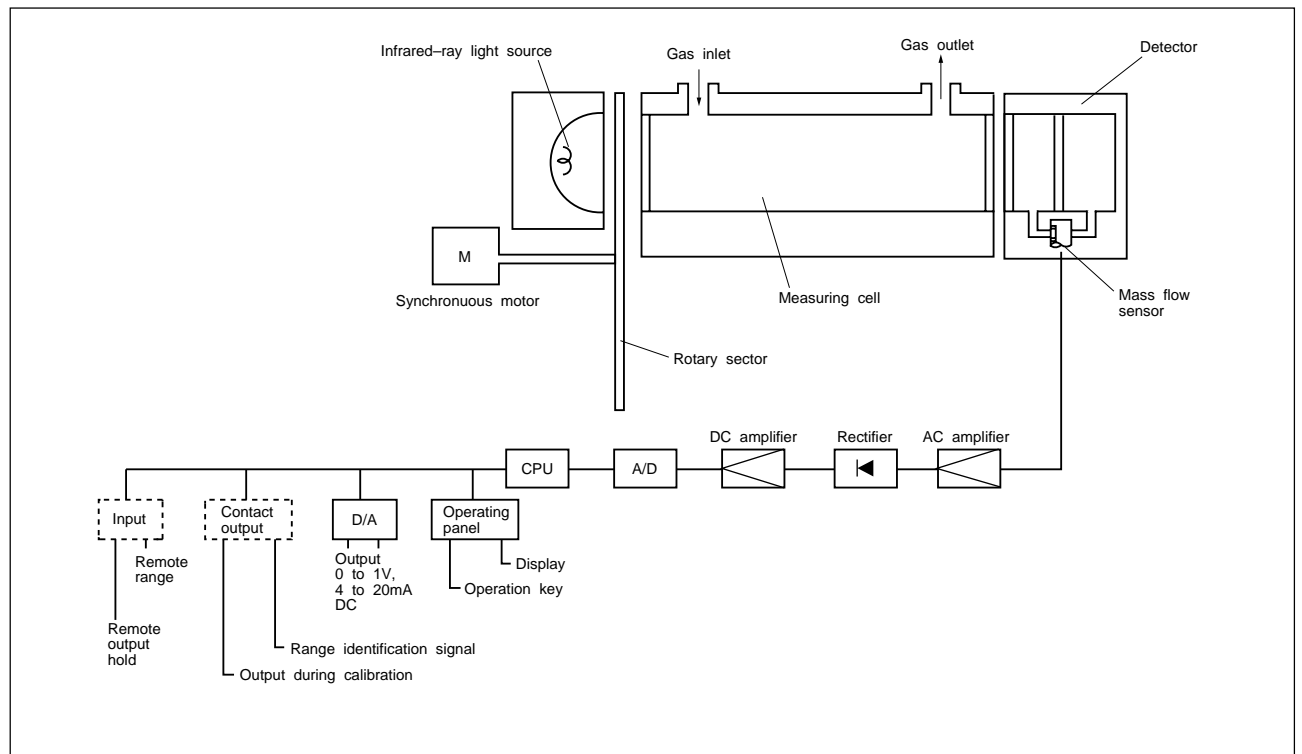 Infrared–ray light source
Gas inlet
Gas outlet
Detector
M
Synchronuous motor
Measuring cell
Mass flow
sensor
Rotary sector
DC amplifier
Rectifier
AC amplifier
CPU
A/D
Input
Contact
output
D/A
Operating
panel
Remote
range
Output
0 to 1V,
4 to 20mA
DC
Display
Operation key
Remote
output
hold
Range identification signal
Output during calibration